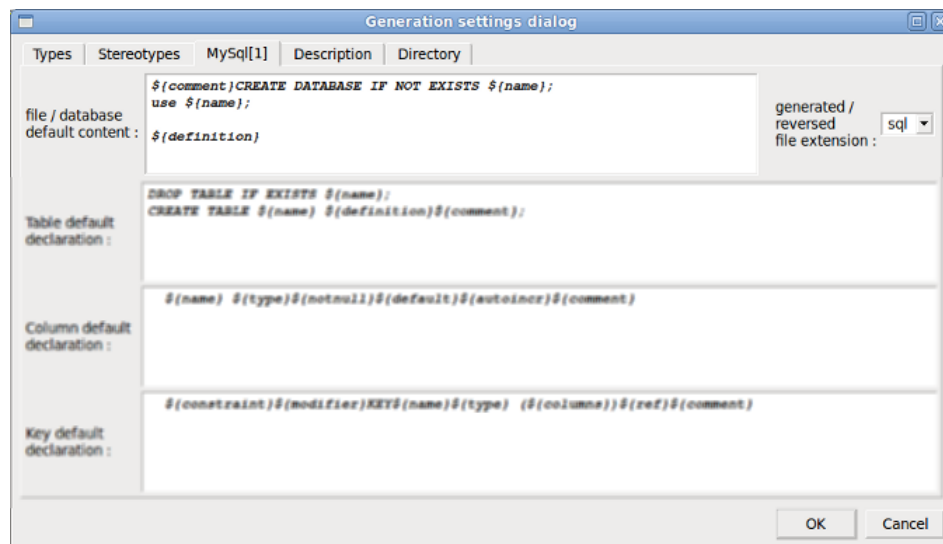 Generation settings dialog
Types Stereotypes MySql[1] Description Directory
file / database
default content :
${comment}CREATE DATABASE IF NOT EXISTS ${name};
use ${name};
${definition}
generated /
reversed
file extension :
sql
Table default
declaration :
DROP TABLE IF EXISTS ${name};
CREATE TABLE ${name} ${definition}${comment};
Column default
declaration :
${name} ${type}${notnull}${default}${autoincr}${comment}
Key default
declaration :
${constraint}${modifier}KEY${name}${type} (${columns})${ref}${comment}
OK Cancel